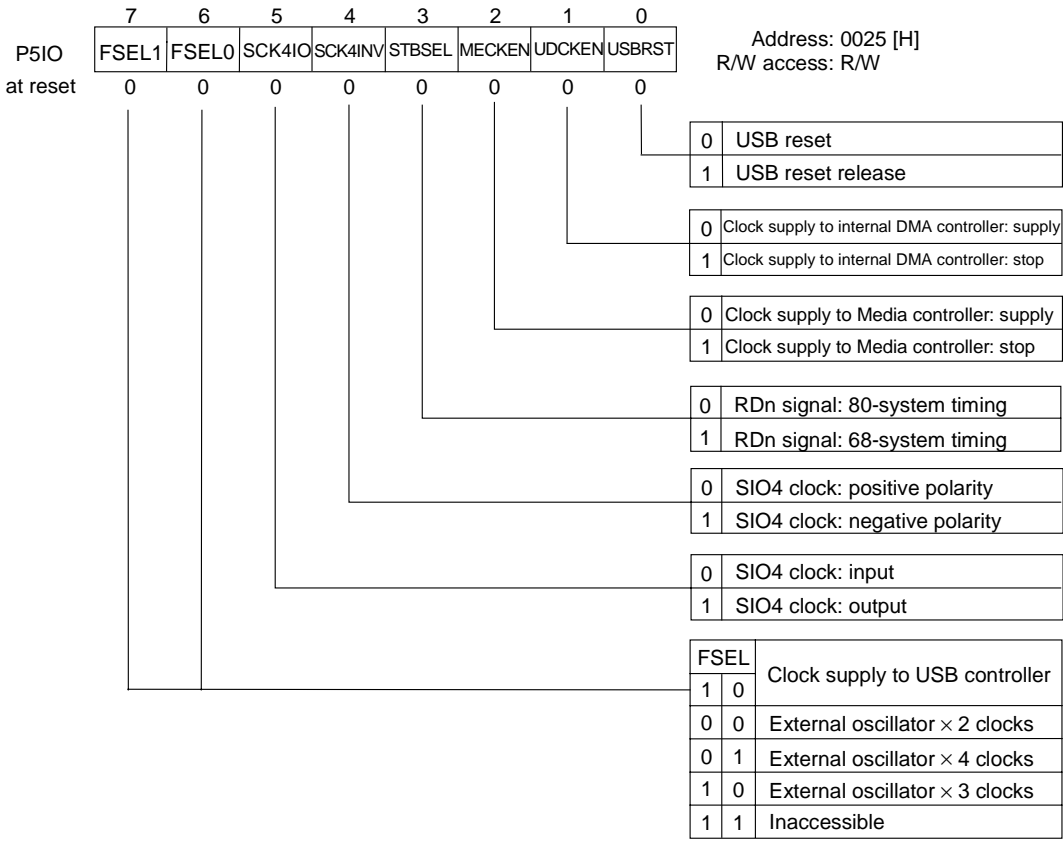 7 6 5 4 3 2 1 0
P5IO FSEL1 FSEL0 SCK4IO SCK4INV STBSEL MECKEN UDCKEN USBRST
at reset 0 0 0 0 0 0 0 0
Address: 0025 [H]
R/W access: R/W
0 USB reset
1 USB reset release
0 Clock supply to internal DMA controller: supply
1 Clock supply to internal DMA controller: stop
0 Clock supply to Media controller: supply
1 Clock supply to Media controller: stop
0 RDn signal: 80-system timing
1 RDn signal: 68-system timing
0 SIO4 clock: positive polarity
1 SIO4 clock: negative polarity
0 SIO4 clock: input
1 SIO4 clock: output
FSEL Clock supply to USB controller
1 0
0 0 External oscillator × 2 clocks
0 1 External oscillator × 4 clocks
1 0 External oscillator × 3 clocks
1 1 Inaccessible